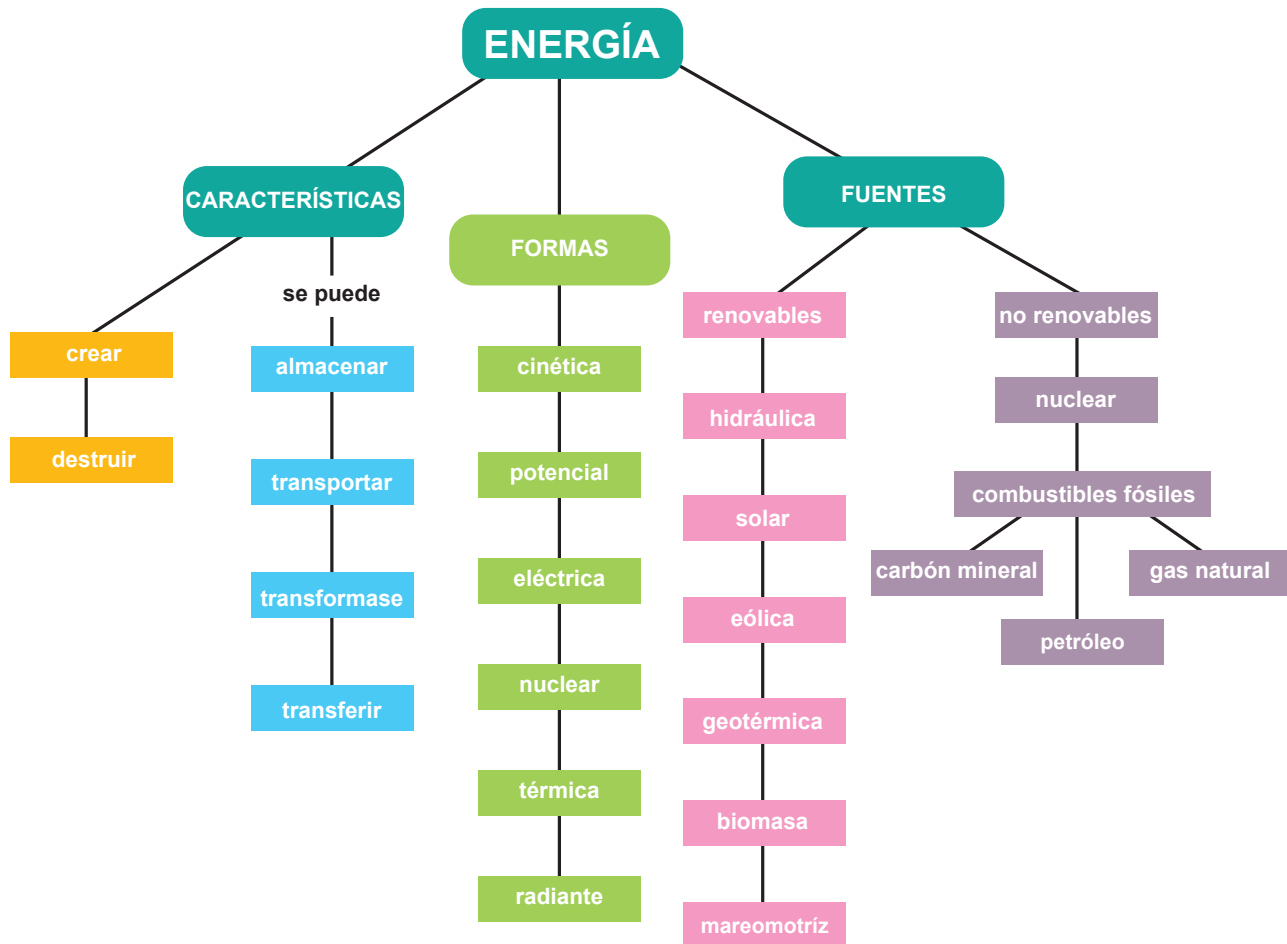 ENERGÍA
CARACTERÍSTICAS
se puede
crear
destruir
almacenar
transportar
transformase
transferir
FORMAS
cinética
potencial
eléctrica
nuclear
térmica
radiante
FUENTES
renovables
hidráulica
solar
eólica
geotérmica
biomasa
mareomotríz
no renovables
nuclear
combustibles fósiles
carbón mineral
gas natural
petróleo